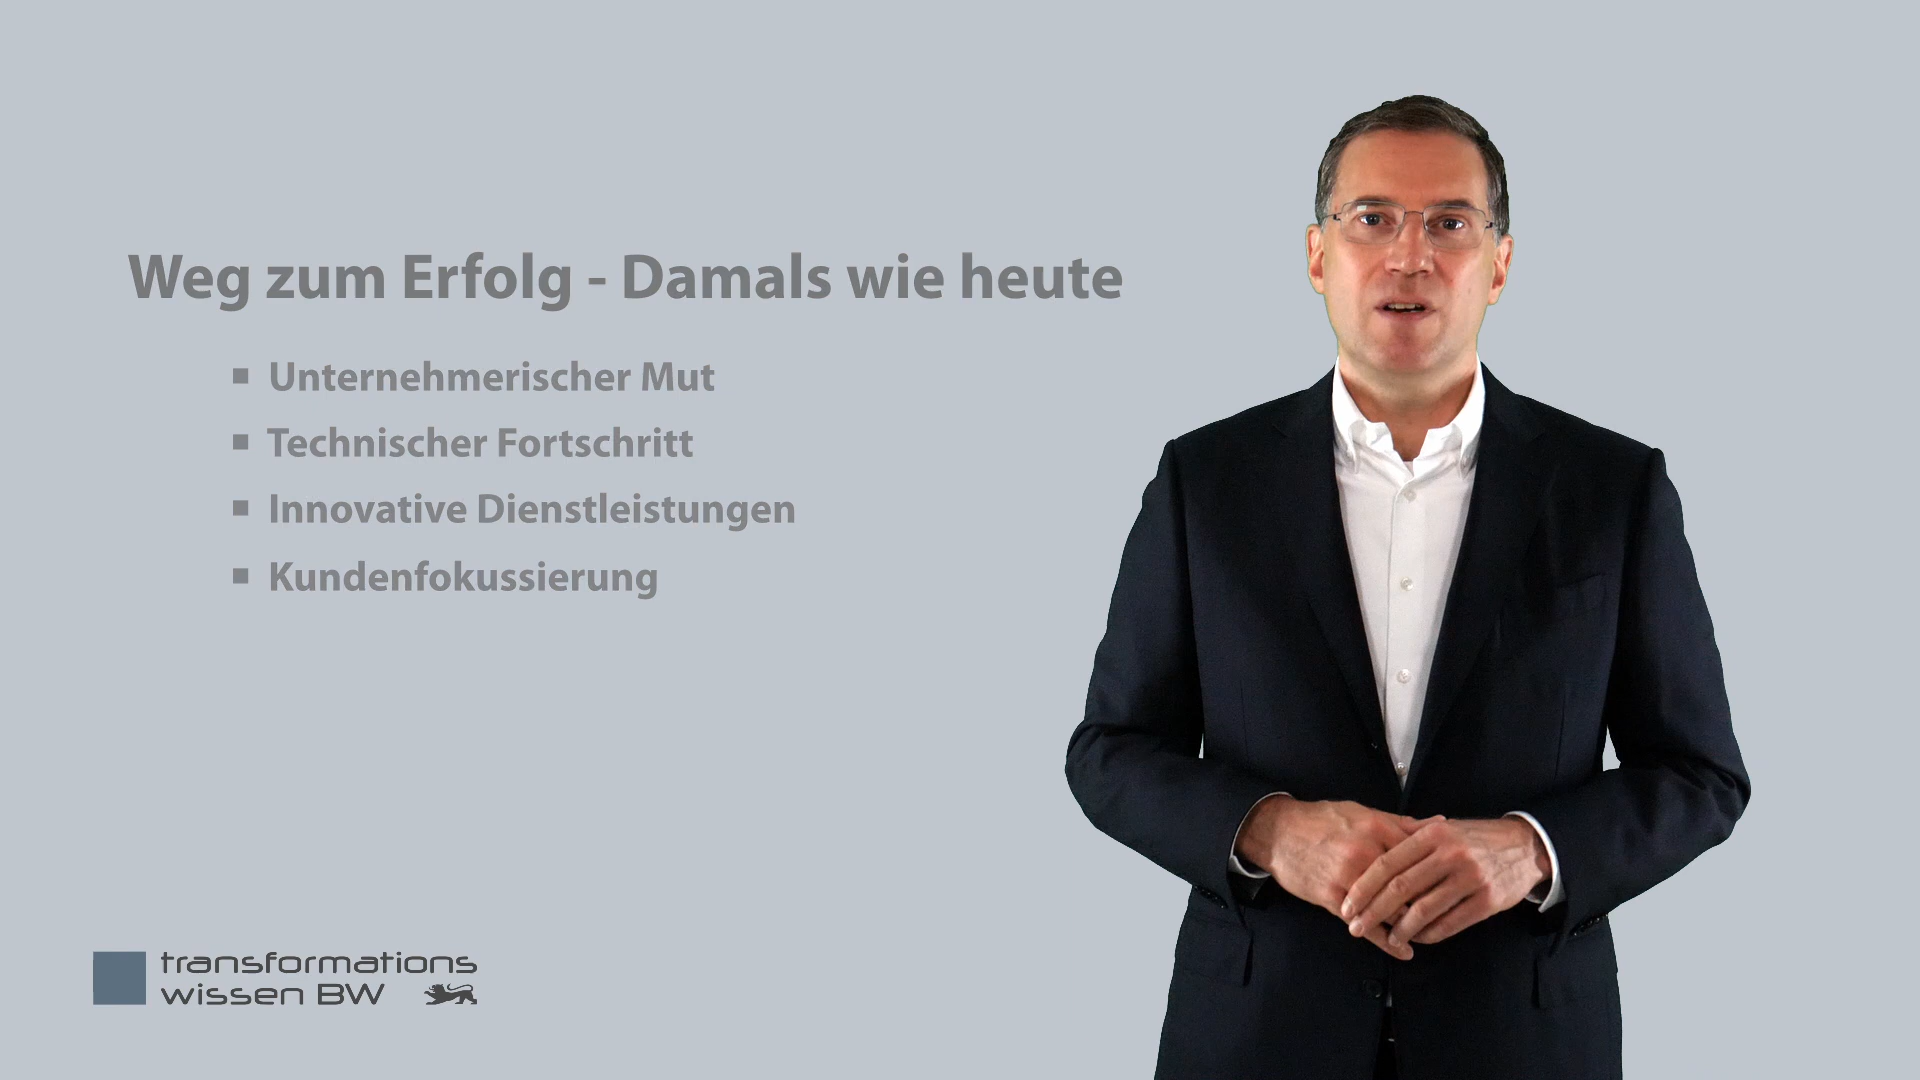 Weg zum Erfolg - Damals wie heute
▪ Unternehmerischer Mut
▪ Technischer Fortschritt
▪ Innovative Dienstleistungen
▪ Kundenfokussierung
transformations
wissen BW